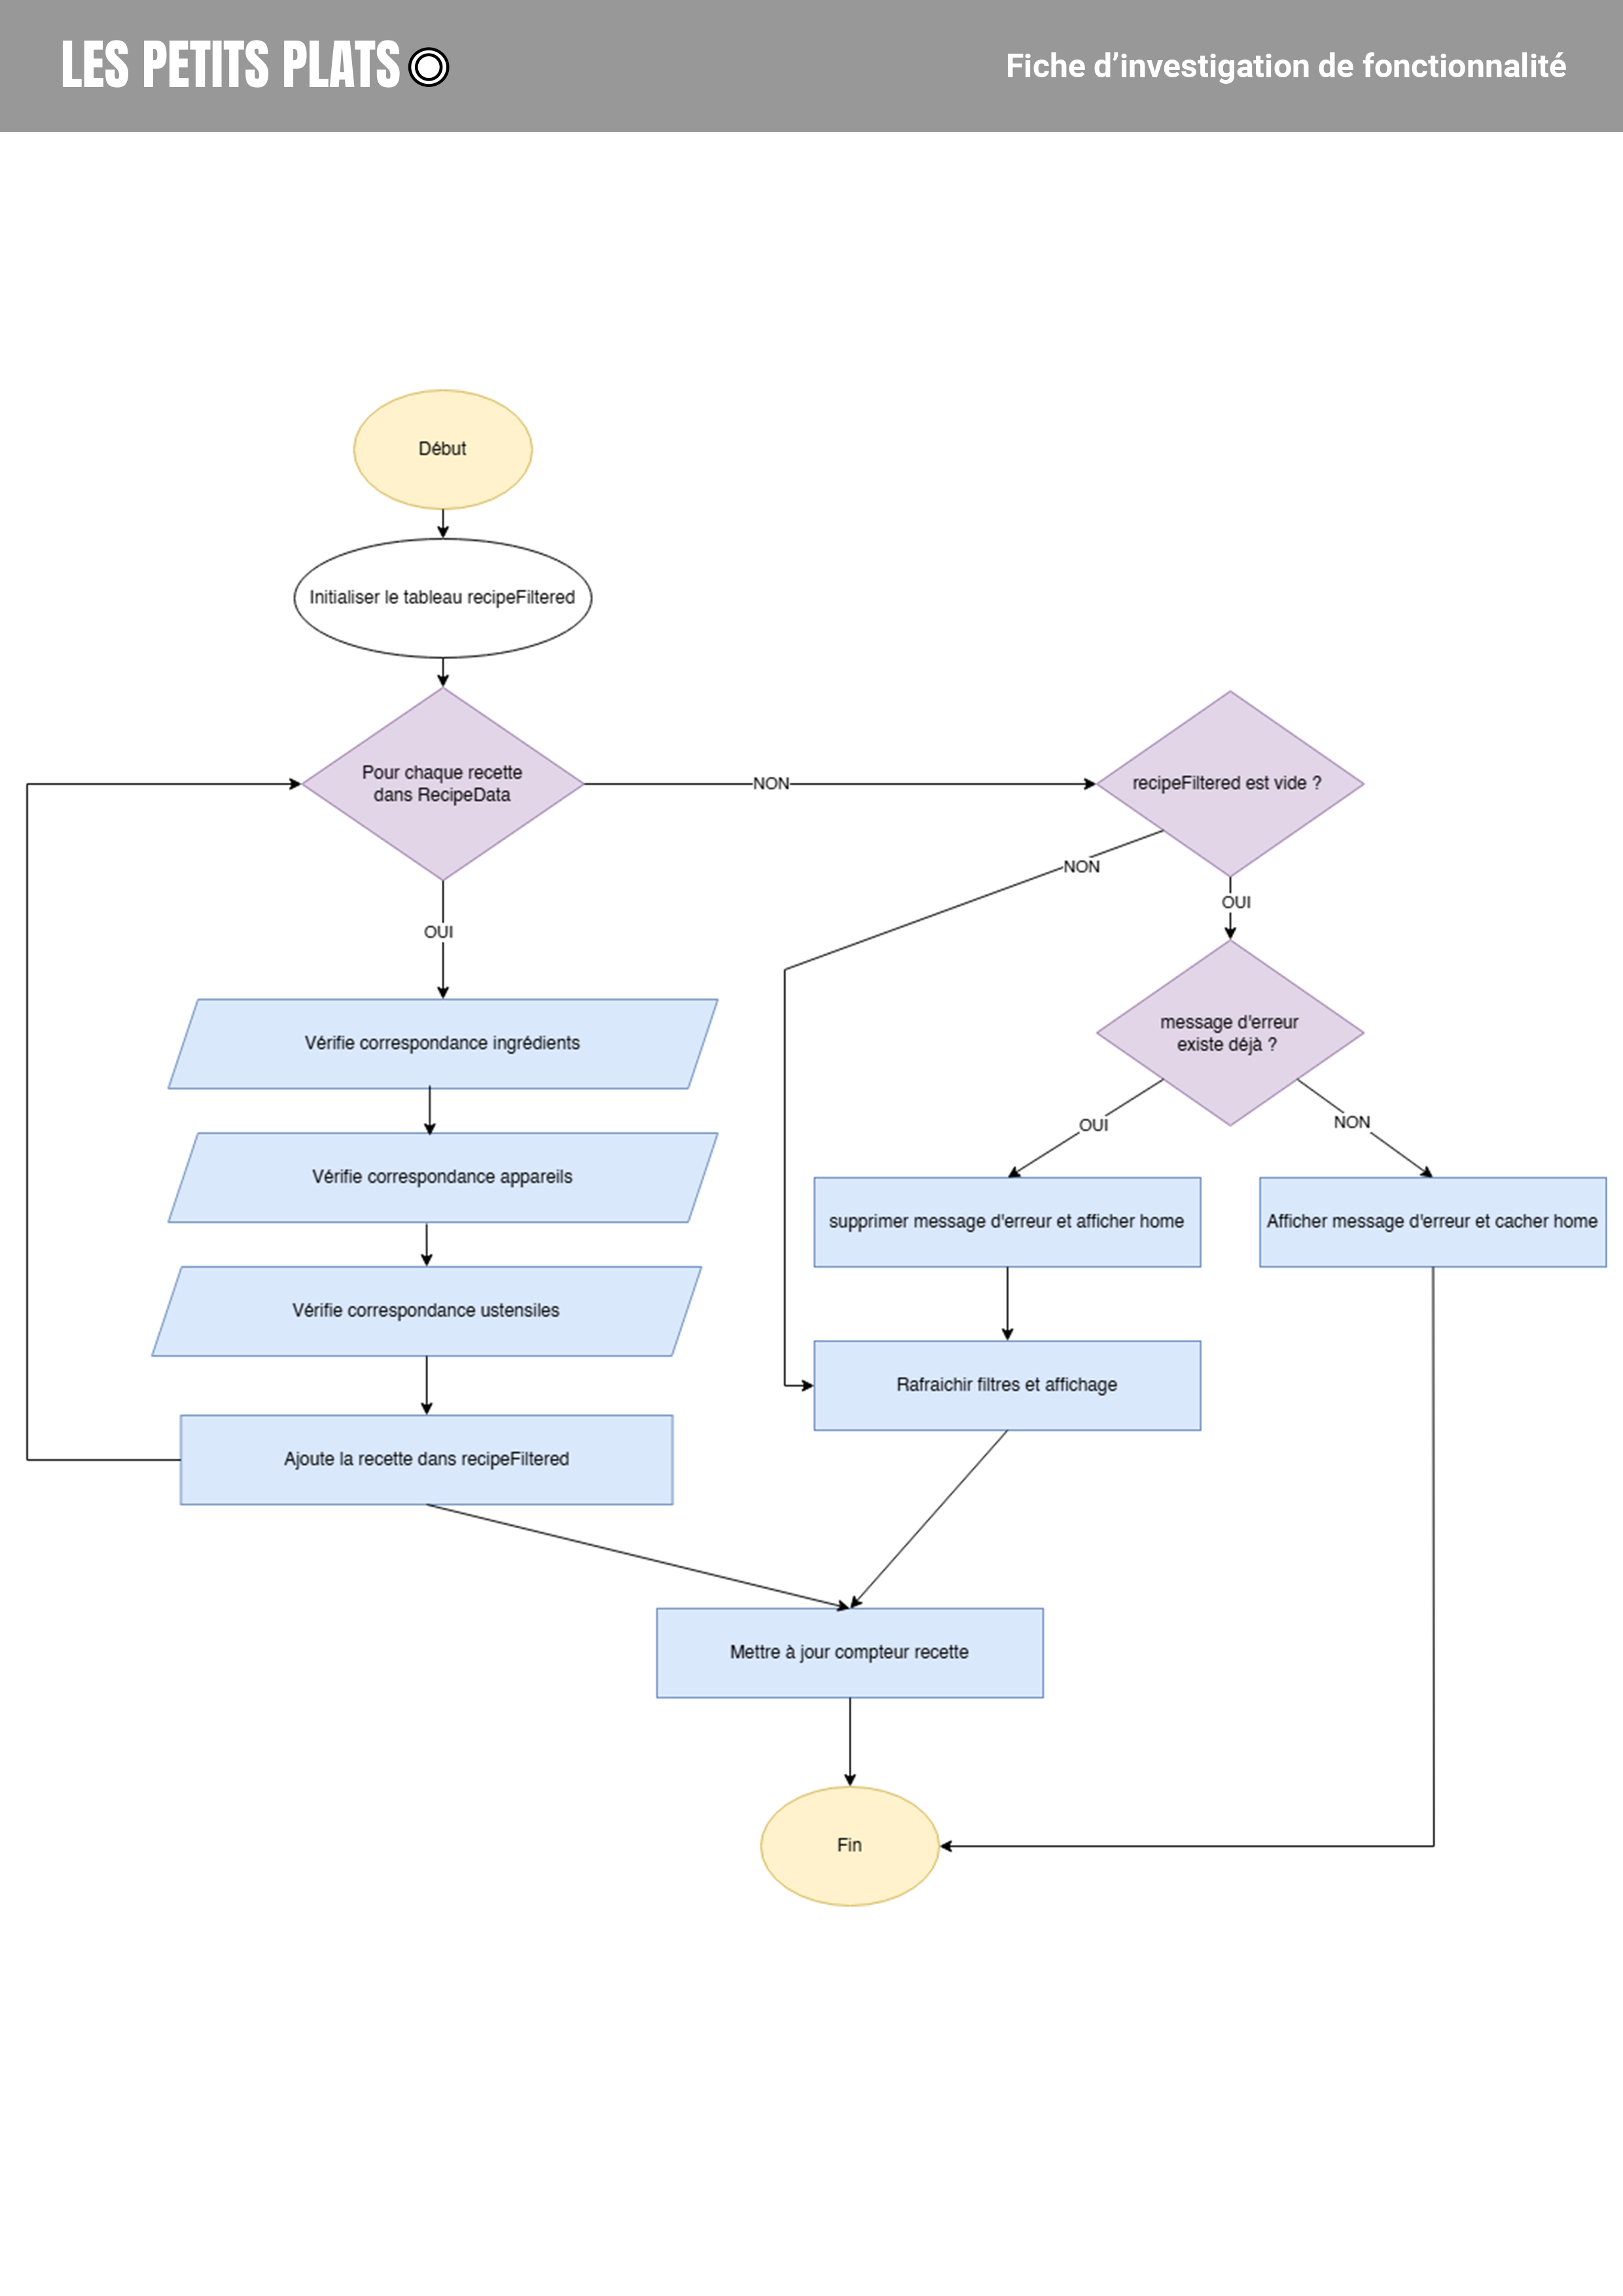 LES PETITS PLATS
Fiche d’investigation de fonctionnalité
Début
Initialiser le tableau recipeFiltered
Pour chaque recette
dans RecipeData
NON
recipeFiltered est vide ?
NON
OUI
OUI
Vérifie correspondance ingrédients
message d'erreur
existe déjà ?
OUI
NON
Vérifie correspondance appareils
supprimer message d'erreur et afficher home
Afficher message d'erreur et cacher home
Vérifie correspondance ustensiles
Rafraichir filtres et affichage
Ajoute la recette dans recipeFiltered
Mettre à jour compteur recette
Fin